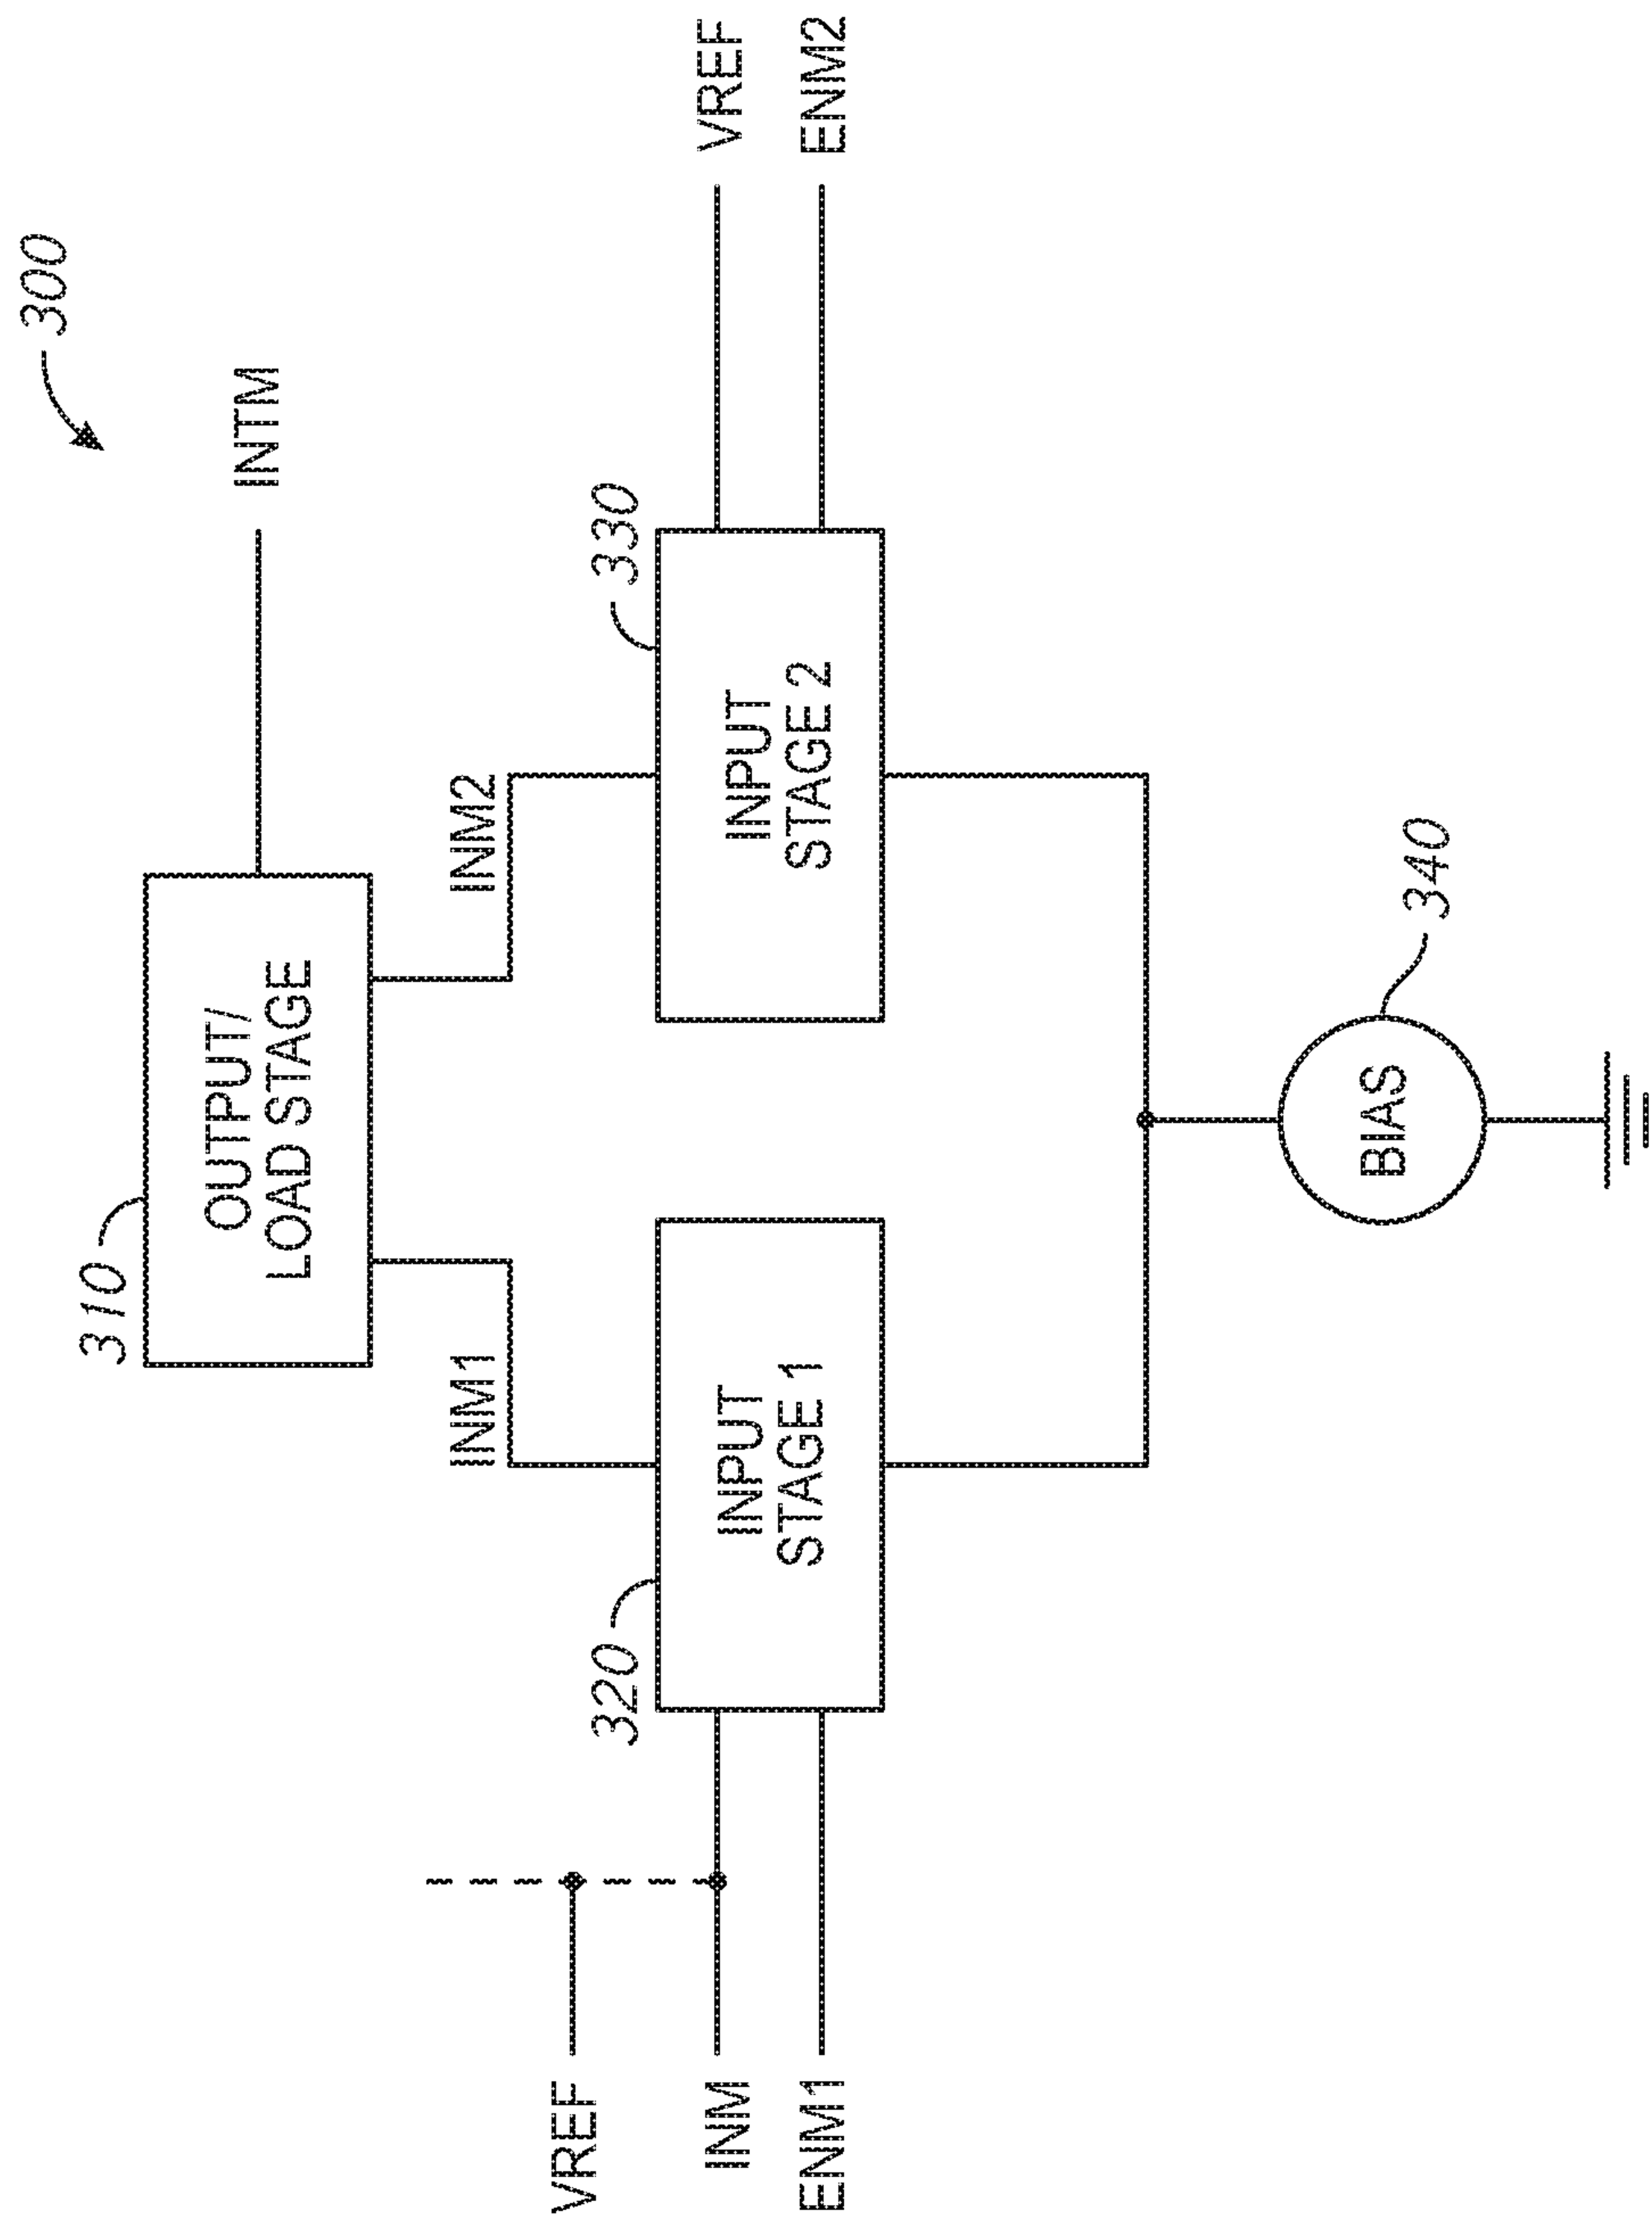 300
310
OUTPUT/
LOAD STAGE
INTM
INM1
INM2
320
330
VREF
INM
ENM1
INPUT
STAGE 1
INPUT
STAGE 2
VREF
ENM2
BIAS
340